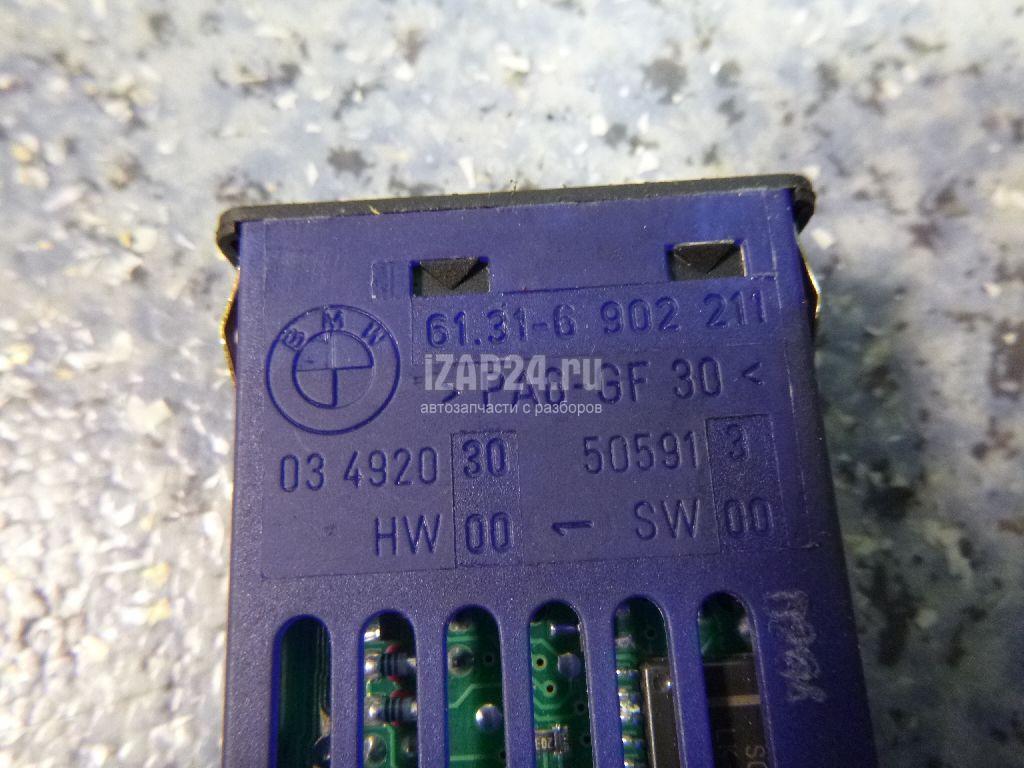 61.31-6 902 211
BMW
iZAP24.ru
>PA6-GF 30<
автозапчасти с разборов
03 4920 30 50591 3
HW 00 1 SW 00